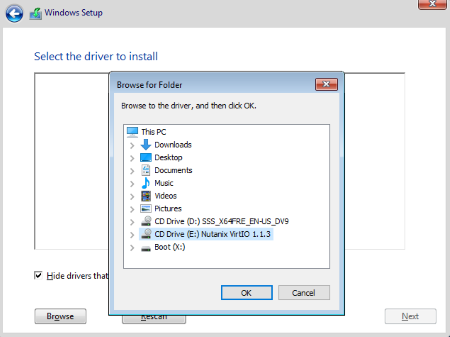 Windows Setup
Select the driver to install
Browse for Folder
Browse to the driver, and then click OK.
This PC
Downloads
Desktop
Documents
Music
Videos
Pictures
CD Drive (D:) SSS_X64FRE_EN-US_DV9
CD Drive (E:) Nutanix VirtIO 1.1.3
Boot (X:)
OK Cancel
Hide drivers that
Browse Rescan Next